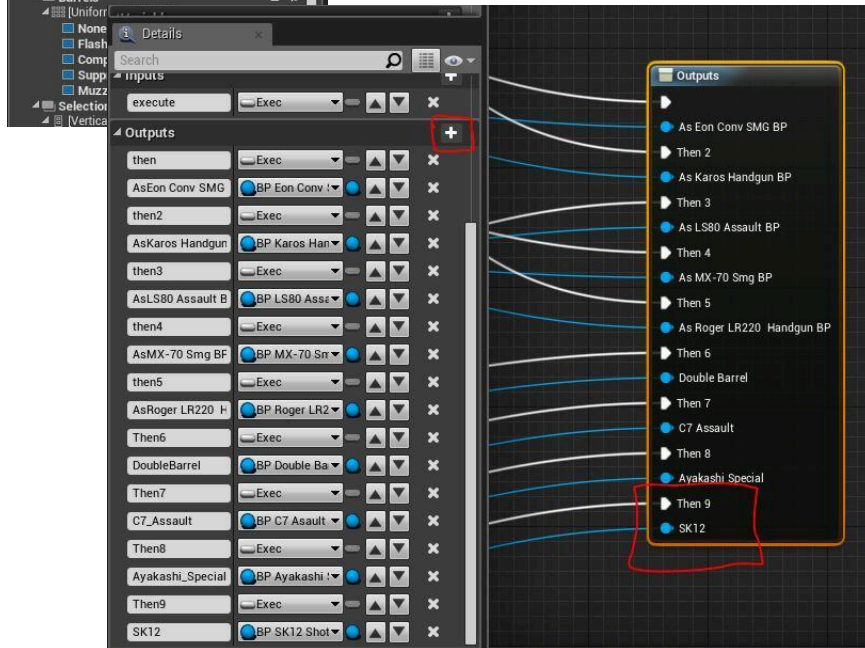 [Uniform
None
Flash
Comp
Supp
Muzz
Selection
[Vertica
Details
Search
Inputs
execute Exec
Outputs
then Exec
AsEon Conv SMG BP Eon Conv
then2 Exec
AsKaros Handgun BP Karos Han
then3 Exec
AsLS80 Assault B BP LS80 Assa
then4 Exec
AsMX-70 Smg BP BP MX-70 Sm
then5 Exec
AsRoger LR220 H BP Roger LR2
Then6 Exec
DoubleBarrel BP Double Ba
Then7 Exec
C7_Assault BP C7 Asault
Then8 Exec
Ayakashi_Special BP Ayakashi
Then9 Exec
SK12 BP SK12 Shot
Outputs
As Eon Conv SMG BP
Then 2
As Karos Handgun BP
Then 3
As LS80 Assault BP
Then 4
As MX-70 Smg BP
Then 5
As Roger LR220 Handgun BP
Then 6
Double Barrel
Then 7
C7 Assault
Then 8
Ayakashi Special
Then 9
SK12